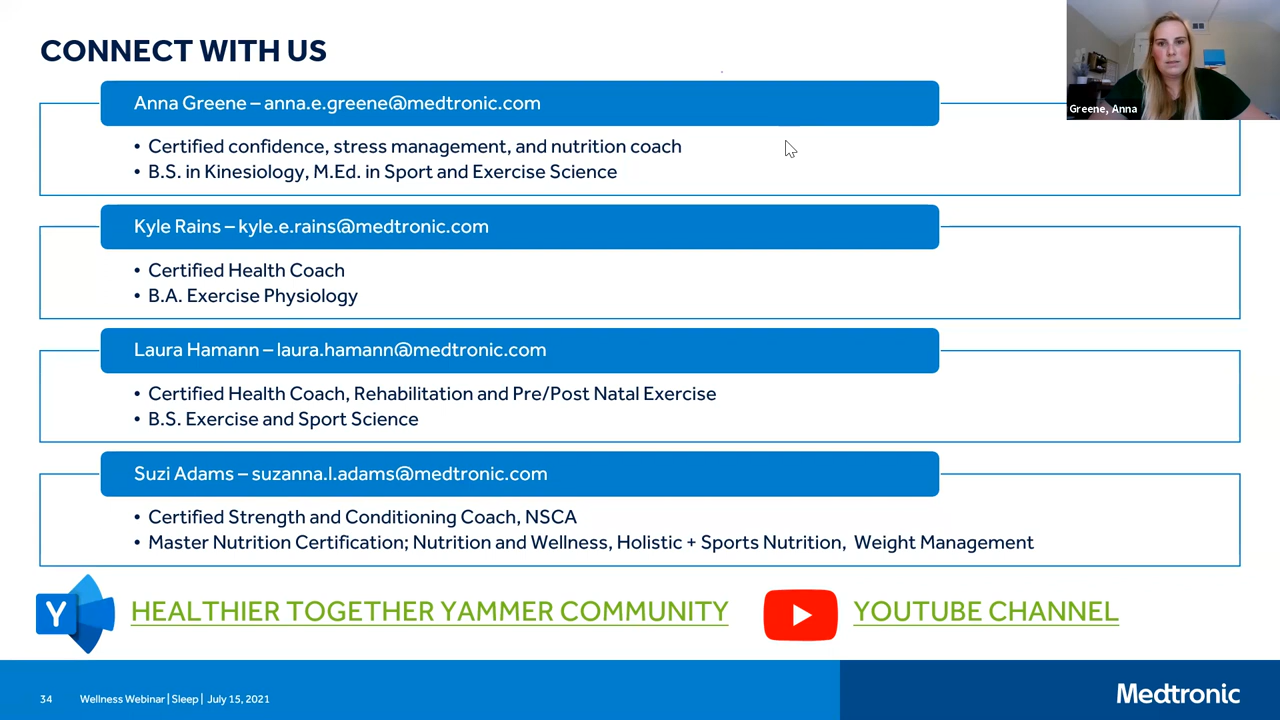 CONNECT WITH US
Greene, Anna
Anna Greene – anna.e.greene@medtronic.com
• Certified confidence, stress management, and nutrition coach
• B.S. in Kinesiology, M.Ed. in Sport and Exercise Science
Kyle Rains – kyle.e.rains@medtronic.com
• Certified Health Coach
• B.A. Exercise Physiology
Laura Hamann – laura.hamann@medtronic.com
• Certified Health Coach, Rehabilitation and Pre/Post Natal Exercise
• B.S. Exercise and Sport Science
Suzi Adams – suzanna.l.adams@medtronic.com
• Certified Strength and Conditioning Coach, NSCA
• Master Nutrition Certification; Nutrition and Wellness, Holistic + Sports Nutrition, Weight Management
Y
HEALTHIER TOGETHER YAMMER COMMUNITY
YOUTUBE CHANNEL
34 Wellness Webinar | Sleep | July 15, 2021
Medtronic